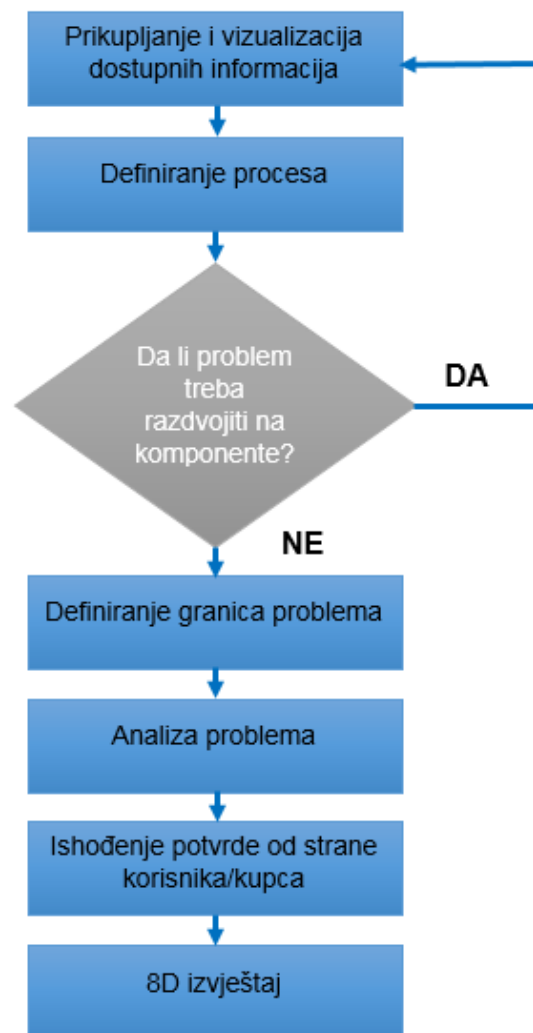 Prikupljanje i vizualizacija
dostupnih informacija
Definiranje procesa
Da li problem
treba
razdvojiti na
komponente?
DA
NE
Definiranje granica problema
Analiza problema
Ishođenje potvrde od strane
korisnika/kupca
8D izvještaj